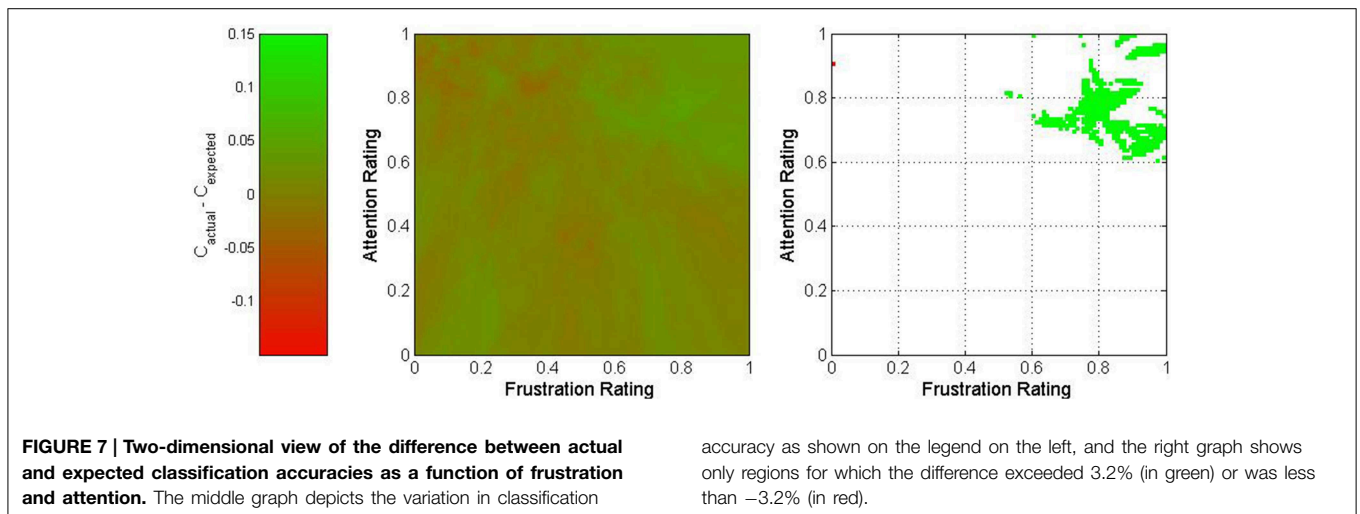 0.15
0.1
0.05
0
-0.05
-0.1
C actual - C expected
1
0.8
0.6
0.4
0.2
0
Attention Rating
0 0.2 0.4 0.6 0.8 1
Frustration Rating
1
0.8
0.6
0.4
0.2
0
Attention Rating
0 0.2 0.4 0.6 0.8 1
Frustration Rating
FIGURE 7 | Two-dimensional view of the difference between actual
and expected classification accuracies as a function of frustration
and attention. The middle graph depicts the variation in classification
accuracy as shown on the legend on the left, and the right graph shows
only regions for which the difference exceeded 3.2% (in green) or was less
than −3.2% (in red).